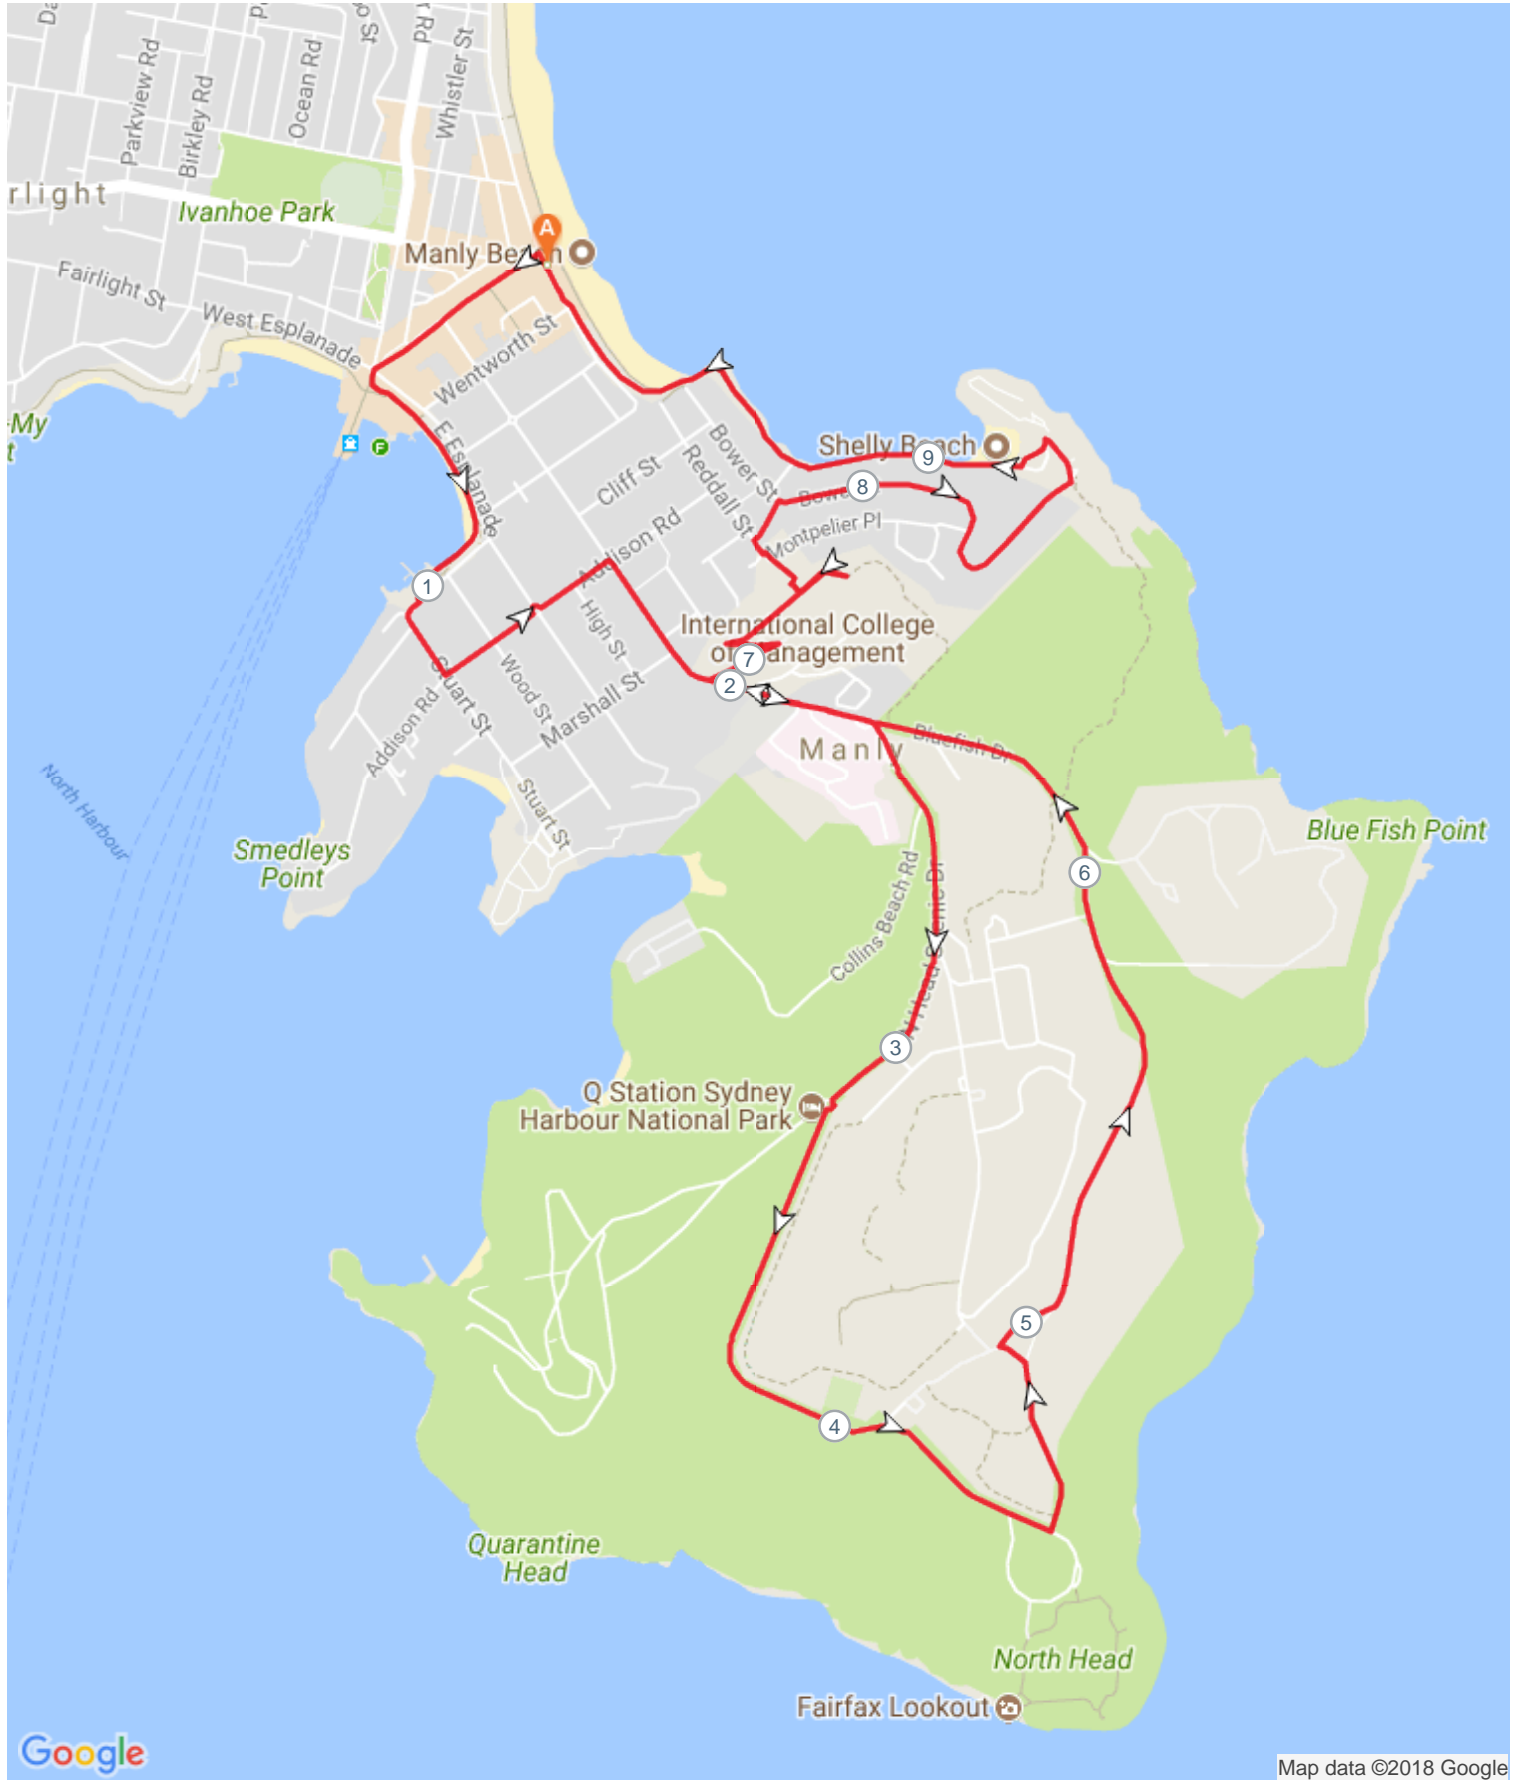 Parkview Rd
Birkley Rd
Ocean Rd
Whistler St
rlight
Ivanhoe Park
A
Manly Beach
Fairlight St
West Esplanade
Wentworth St
-My
E Esplanade
Shelly Beach
9
8
Bower St
Reddall St
Cliff St
Montpelier Pl
Addison Rd
1
International College
of Management
7
2
High St
Wood St
Stuart St
Marshall St
Addison Rd
Manly
Bluefish Dr
North Harbour
Stuart St
Smedleys
Point
Blue Fish Point
6
Collins Beach Rd
N Head Scenic Dr
3
Q Station Sydney
Harbour National Park
5
4
Quarantine
Head
North Head
Fairfax Lookout
Google
Map data ©2018 Google